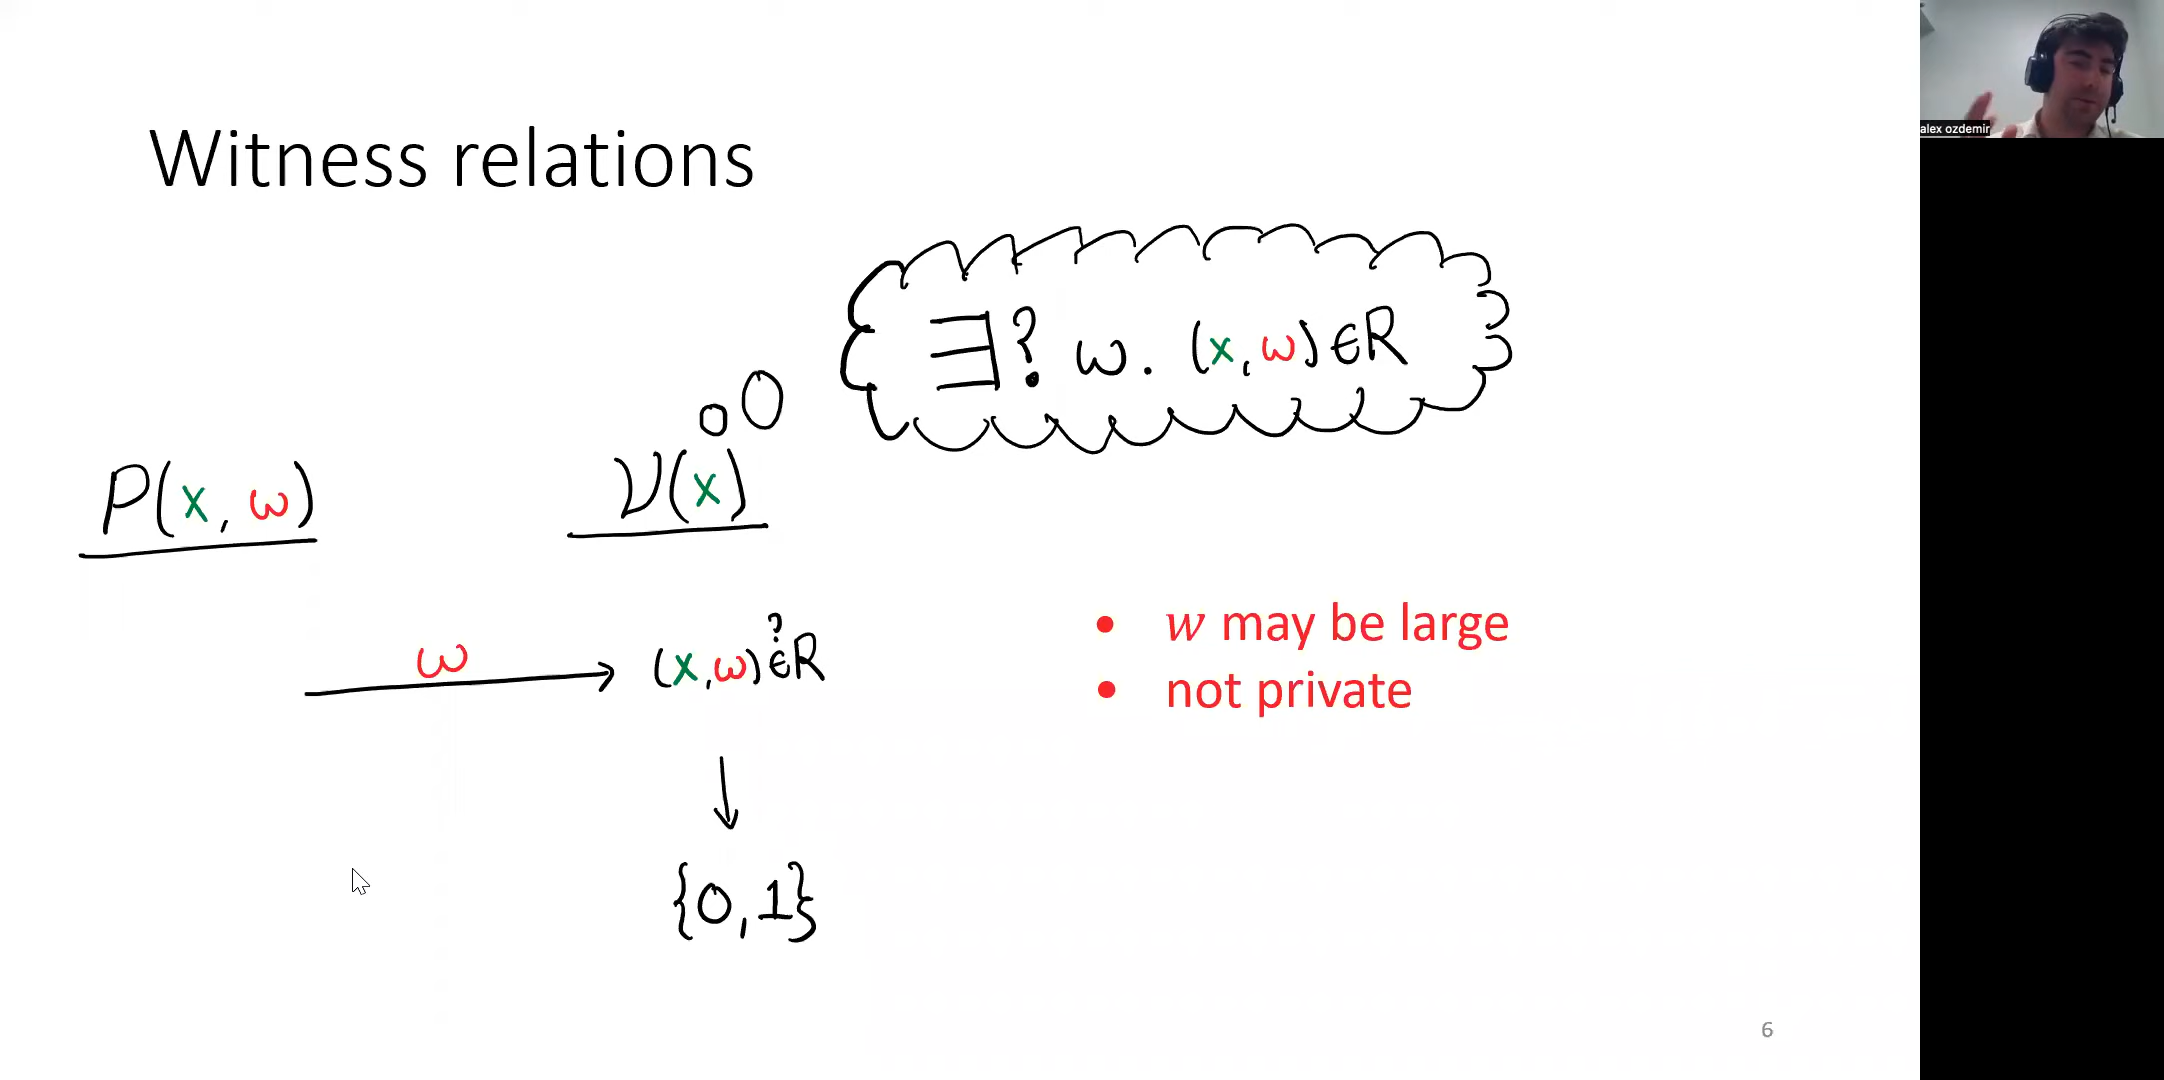 Witness relations
alex ozdemir
∃? w. (x, w) ∈ R
P(x, w)
V(x)
w
(x, w) ∈? R
{0, 1}
• w may be large
• not private
6